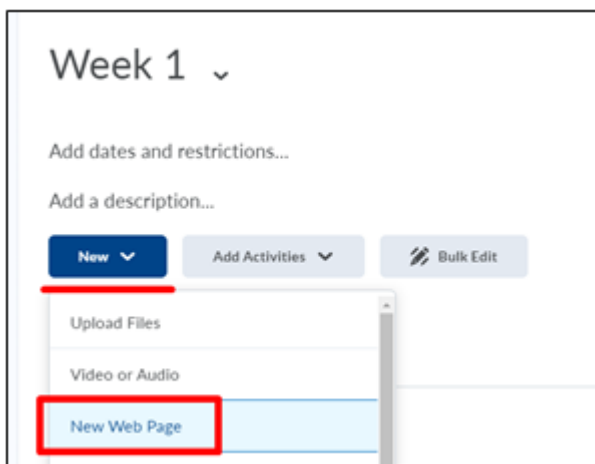 Week 1
Add dates and restrictions...
Add a description...
New Add Activities Bulk Edit
Upload Files
Video or Audio
New Web Page